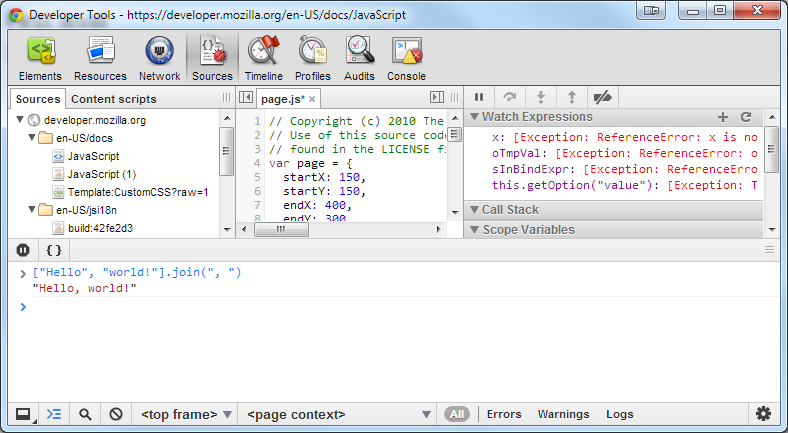 Developer Tools - https://developer.mozilla.org/en-US/docs/JavaScript
Elements Resources Network Sources Timeline Profiles Audits Console
Sources Content scripts
developer.mozilla.org
en-US/docs
JavaScript
JavaScript (1)
Template:CustomCSS?raw=1
en-US/jsi18n
build:42fe2d3
page.js* ×
1 // Copyright (c) 2010 The
2 // Use of this source cod
3 // found in the LICENSE fi
4 var page = {
5 startX: 150,
6 startY: 150,
7 endX: 400,
8 endY: 300
Watch Expressions
x: [Exception: ReferenceError: x is no
oTmpVal: [Exception: ReferenceError: o
sInBindExpr: [Exception: ReferenceErro
this.getOption("value"): [Exception: T
Call Stack
Scope Variables
{ }
> ["Hello", "world!"].join(", ")
"Hello, world!"
>
<top frame> <page context> All Errors Warnings Logs